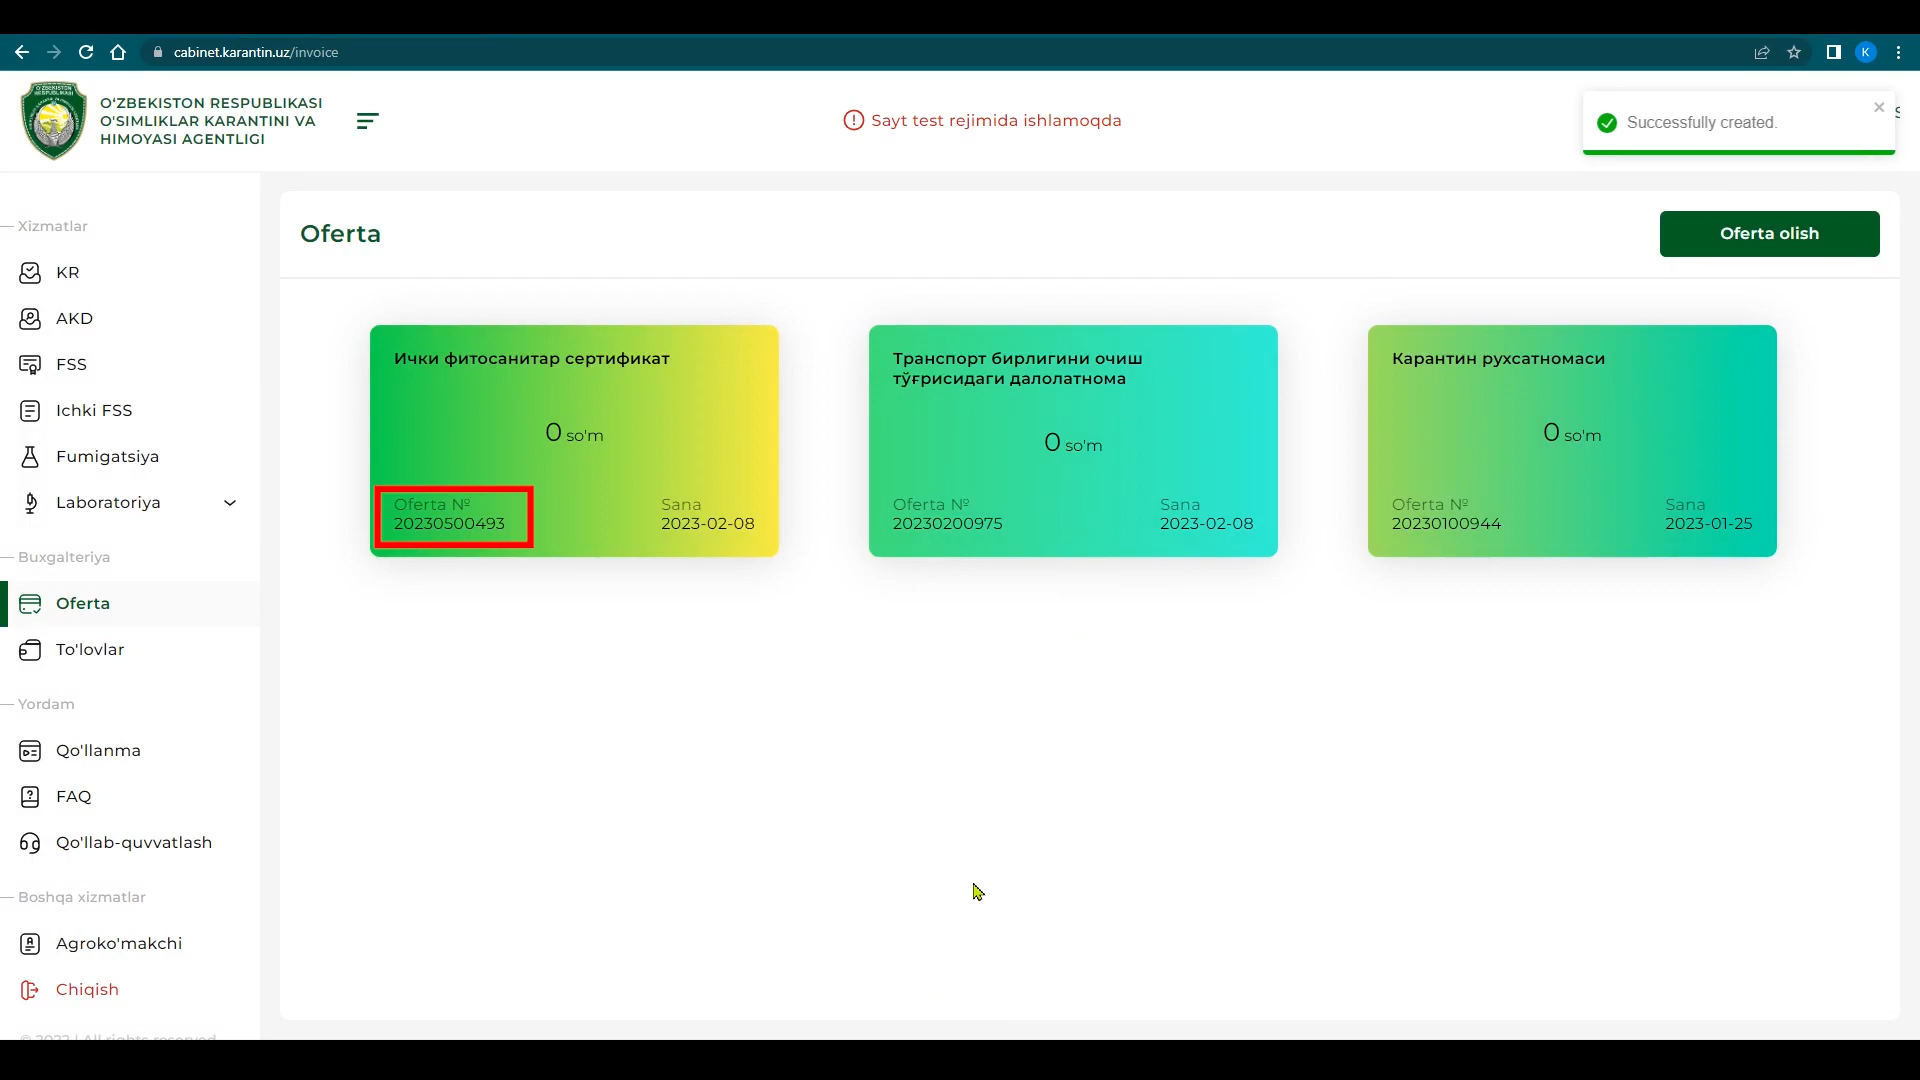 cabinet.karantin.uz/invoice
K
O'ZBEKISTON RESPUBLIKASI
O'SIMLIKLAR KARANTINI VA
HIMOYASI AGENTLIGI
Sayt test rejimida ishlamoqda
Successfully created.
Xizmatlar
KR
AKD
FSS
Ichki FSS
Fumigatsiya
Laboratoriya
Buxgalteriya
Oferta
To'lovlar
Yordam
Qo'llanma
FAQ
Qo'llab-quvvatlash
Boshqa xizmatlar
Agroko'makchi
Chiqish
Oferta
Oferta olish
Ички фитосанитар сертификат
0 so'm
Oferta № Sana
20230500493 2023-02-08
Транспорт бирлигини очиш
тўғрисидаги далолатнома
0 so'm
Oferta № Sana
20230200975 2023-02-08
Карантин рухсатномаси
0 so'm
Oferta № Sana
20230100944 2023-01-25